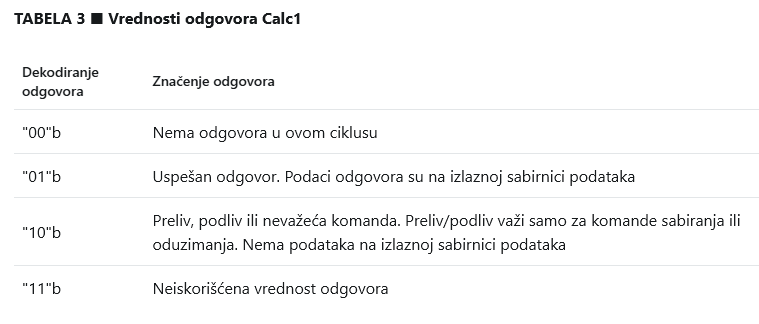 TABELA 3 ■ Vrednosti odgovora Calc1
Dekodiranje
odgovora
Značenje odgovora
"00"b
Nema odgovora u ovom ciklusu
"01"b
Uspešan odgovor. Podaci odgovora su na izlaznoj sabirnici podataka
"10"b
Preliv, podliv ili nevažeća komanda. Preliv/podliv važi samo za komande sabiranja ili
oduzimanja. Nema podataka na izlaznoj sabirnici podataka
"11"b
Neiskorišćena vrednost odgovora